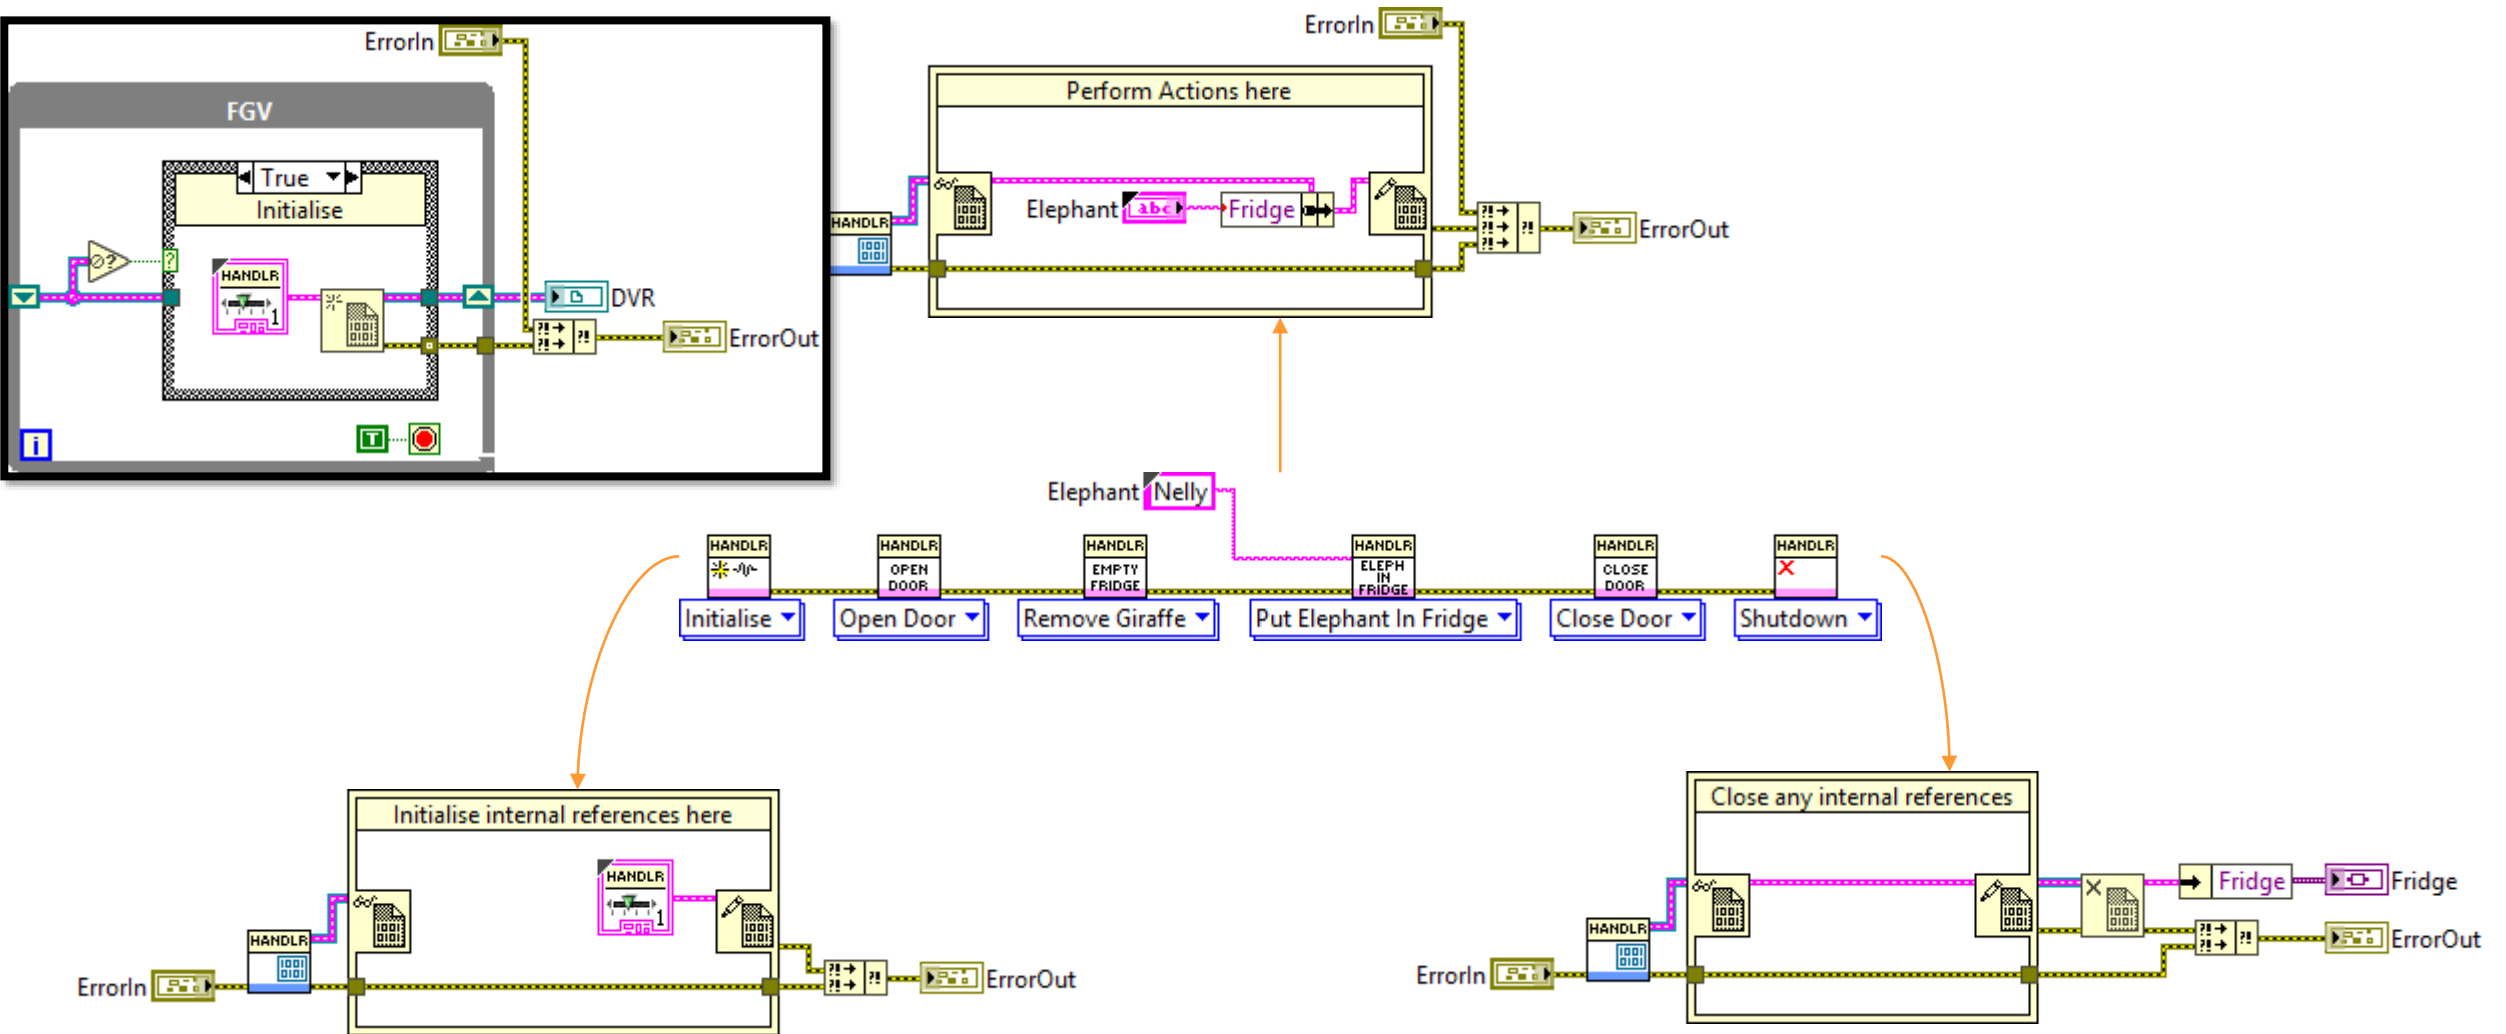 ErrorIn
FGV
True
Initialise
HANDLR
1
DVR
ErrorOut
i
T
ErrorIn
Perform Actions here
HANDLR
Elephant
abc
Fridge
ErrorOut
Elephant
Nelly
HANDLR
HANDLR
OPEN
DOOR
HANDLR
EMPTY
FRIDGE
HANDLR
ELEPH
IN
FRIDGE
HANDLR
CLOSE
DOOR
HANDLR
Initialise
Open Door
Remove Giraffe
Put Elephant In Fridge
Close Door
Shutdown
Initialise internal references here
HANDLR
1
HANDLR
ErrorIn
ErrorOut
Close any internal references
HANDLR
ErrorIn
Fridge
Fridge
ErrorOut